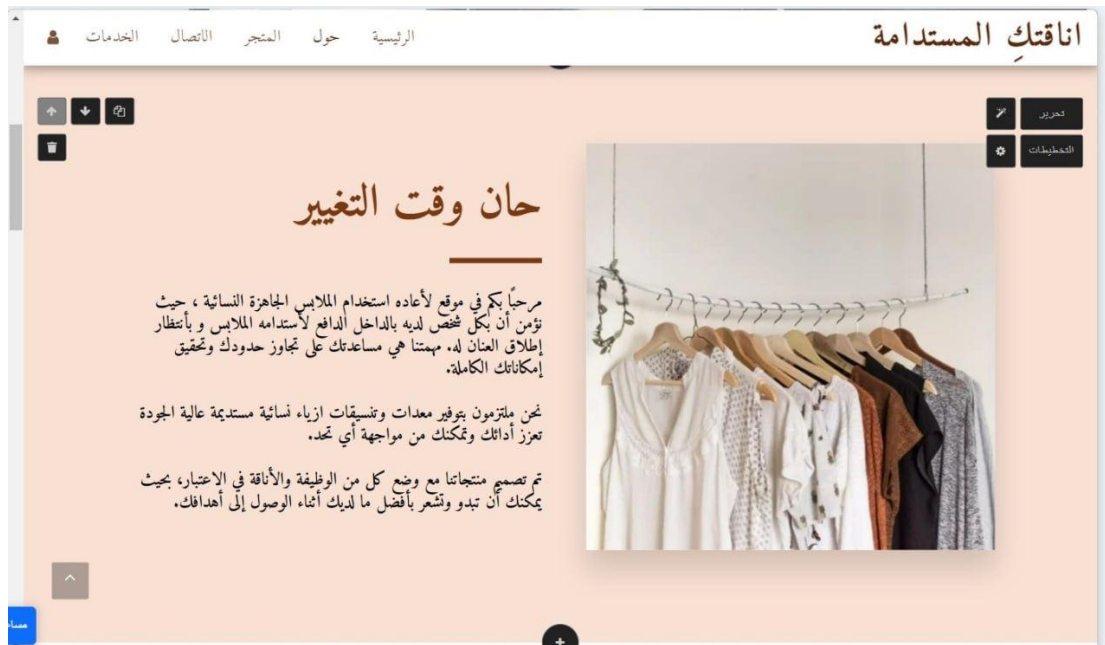 اناقتكِ المستدامة
الرئيسية حول المتجر الاتصال الخدمات
تحرير
التخطيطات
حان وقت التغيير
مرحبًا بكم في موقع لأعاده استخدام الملابس الجاهزة النسائية ، حيث
نؤمن أن بكل شخص لديه بالداخل الدافع لأستدامه الملابس و بأنتظار
إطلاق العنان له. مهمتنا هي مساعدتك على تجاوز حدودك وتحقيق
إمكاناتك الكاملة.
نحن ملتزمون بتوفير معدات وتنسيقات ازياء نسائية مستديمة عالية الجودة
تعزز أدائك وتمكنك من مواجهة أي تحد.
تم تصميم منتجاتنا مع وضع كل من الوظيفة والأناقة في الاعتبار، بحيث
يمكنك أن تبدو وتشعر بأفضل ما لديك أثناء الوصول إلى أهدافك.